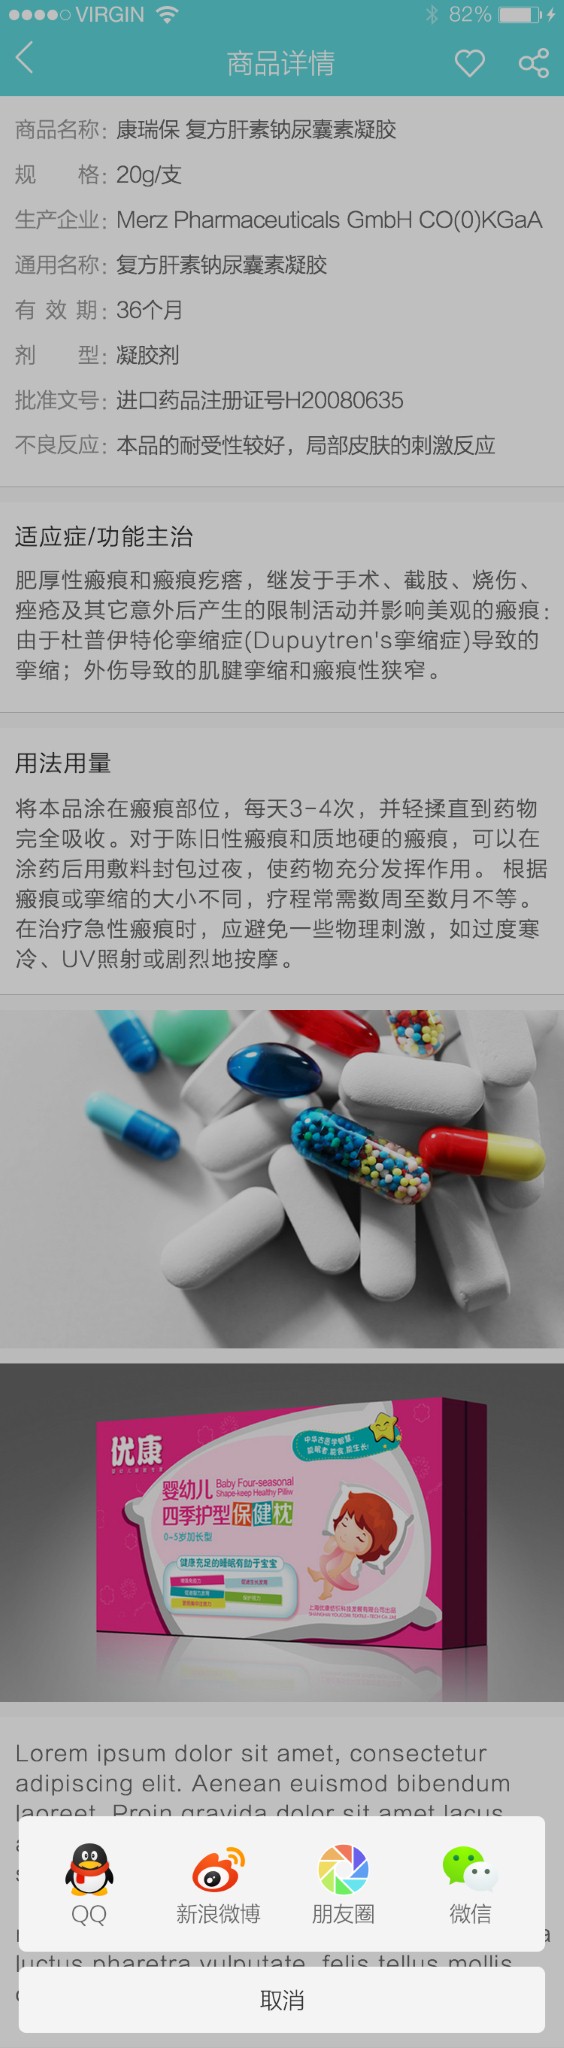 VIRGIN 82%
商品详情
商品名称：康瑞保 复方肝素钠尿囊素凝胶
规 格：20g/支
生产企业：Merz Pharmaceuticals GmbH CO(0)KGaA
通用名称：复方肝素钠尿囊素凝胶
有 效 期：36个月
剂 型：凝胶剂
批准文号：进口药品注册证号H20080635
不良反应：本品的耐受性较好，局部皮肤的刺激反应
适应症/功能主治
肥厚性瘢痕和瘢痕疙瘩，继发于手术、截肢、烧伤、
痤疮及其它意外后产生的限制活动并影响美观的瘢痕：
由于杜普伊特伦挛缩症(Dupuytren's挛缩症)导致的
挛缩；外伤导致的肌腱挛缩和瘢痕性狭窄。
用法用量
将本品涂在瘢痕部位，每天3-4次，并轻揉直到药物
完全吸收。对于陈旧性瘢痕和质地硬的瘢痕，可以在
涂药后用敷料封包过夜，使药物充分发挥作用。 根据
瘢痕或挛缩的大小不同，疗程常需数周至数月不等。
在治疗急性瘢痕时，应避免一些物理刺激，如过度寒
冷、UV照射或剧烈地按摩。
优康
婴幼儿 Baby Four-seasonal
Shape-keep Healthy Pilliw
四季护型保健枕
0-5岁加长型
健康充足的睡眠有助于宝宝
Lorem ipsum dolor sit amet, consectetur
adipiscing elit. Aenean euismod bibendum
laoreet. Proin gravida dolor sit amet lacus
luctus pharetra vulputate, felis tellus mollis
QQ 新浪微博 朋友圈 微信
取消